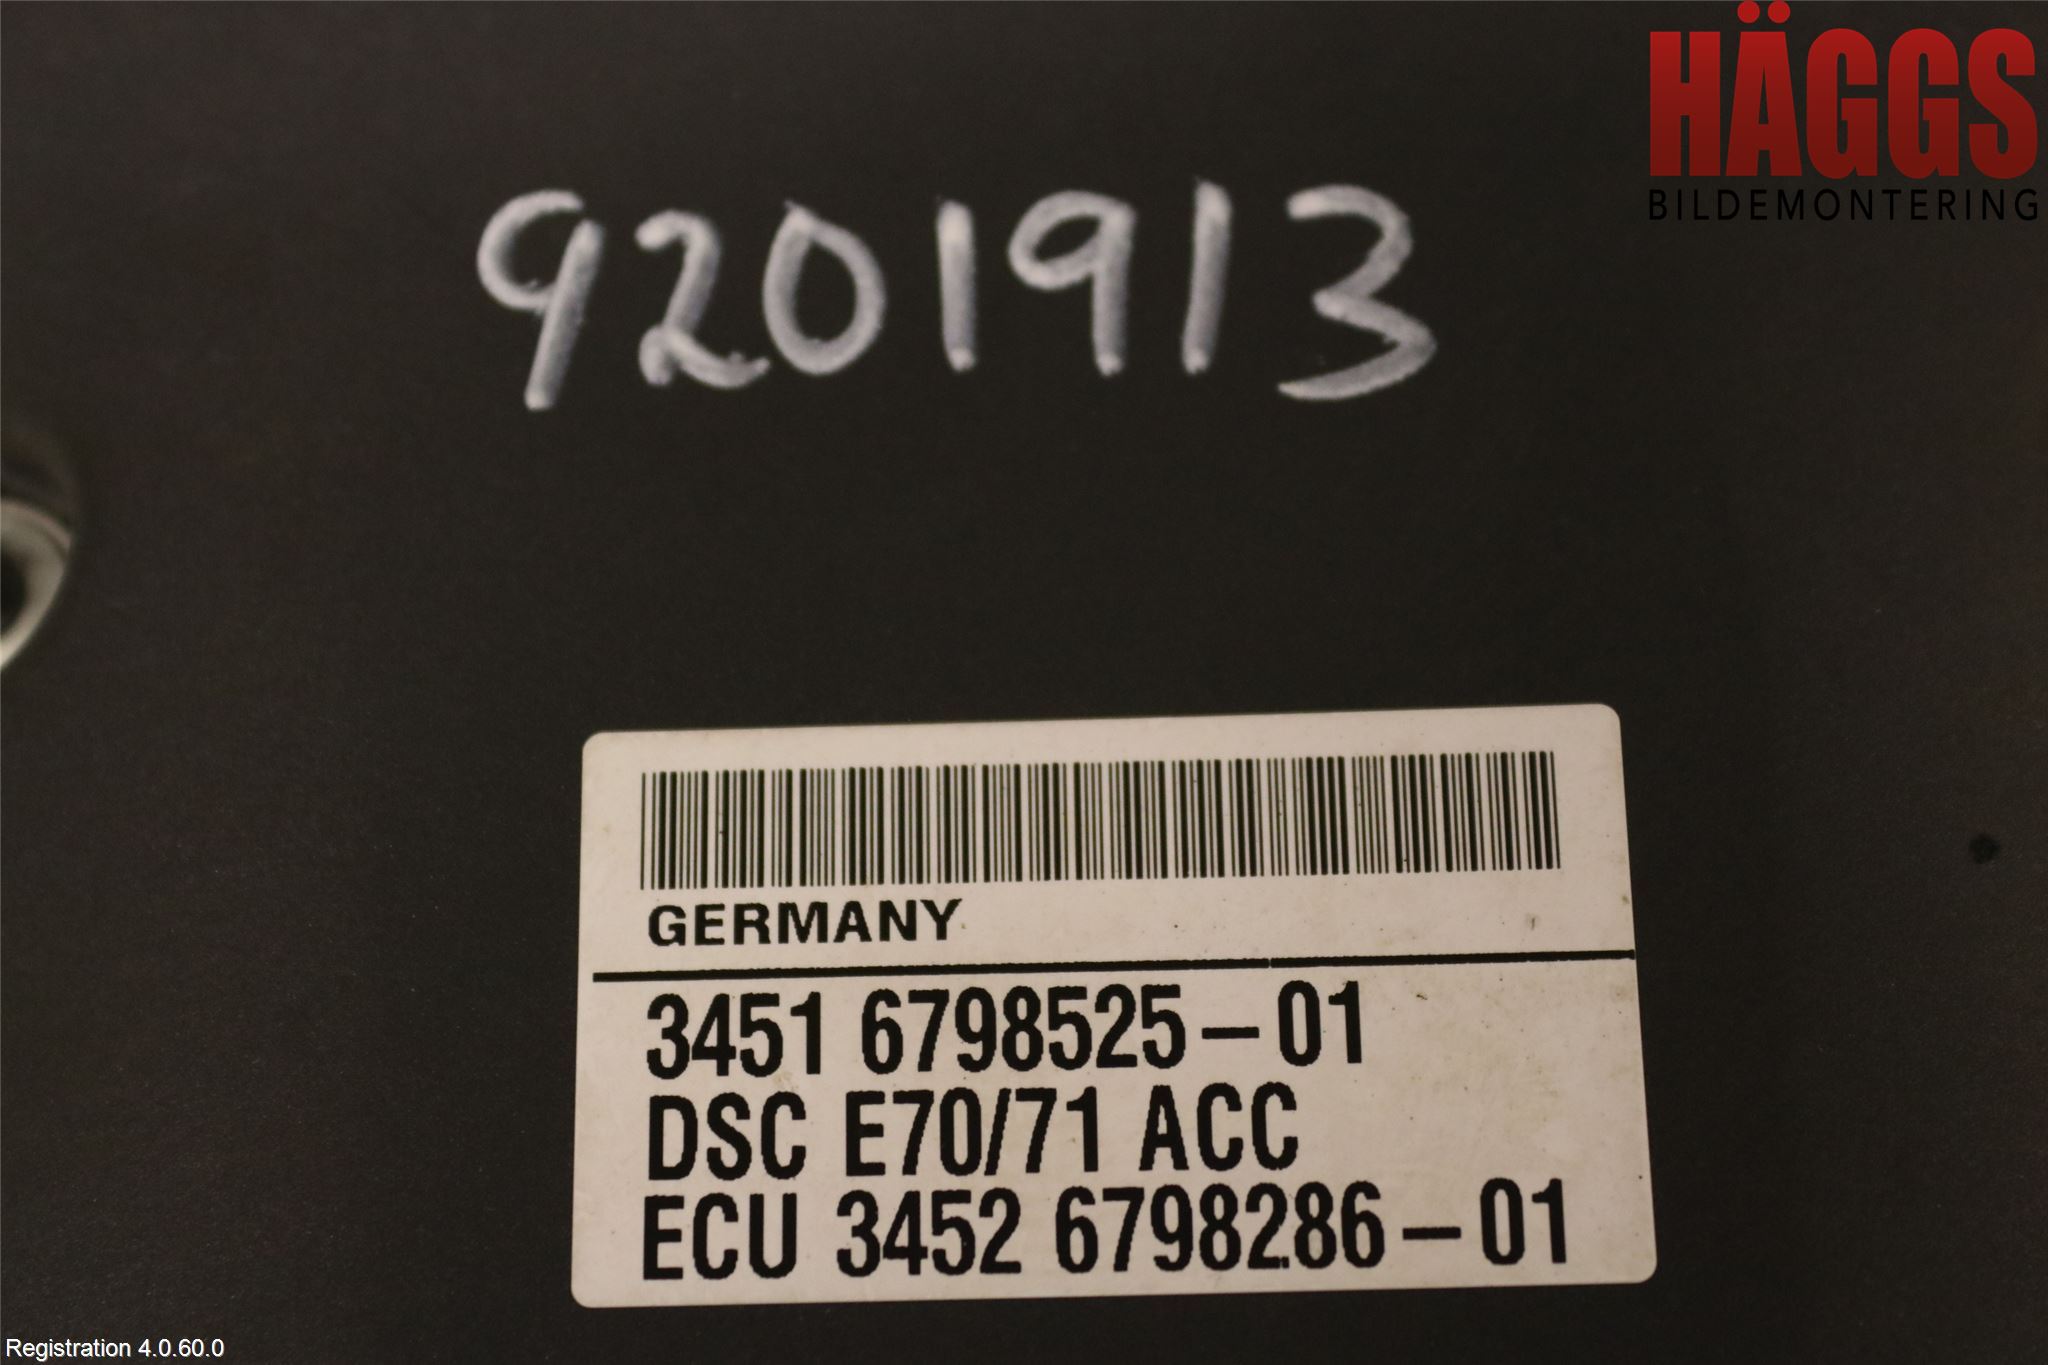 HÄGGS
BILDEMONTERING
9201913
GERMANY
3451 6798525-01
DSC E70/71 ACC
ECU 3452 6798286-01
Registration 4.0.60.0